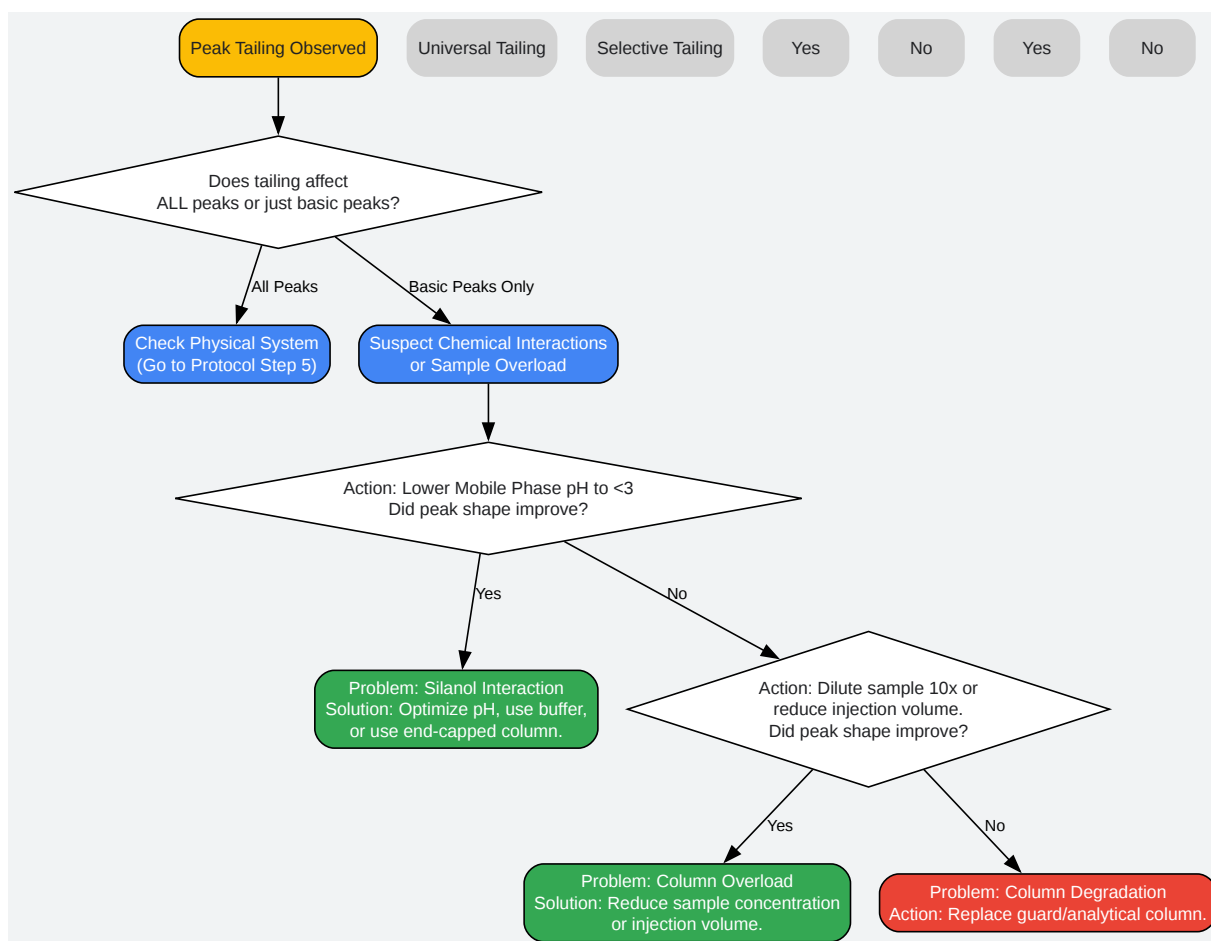 Peak Tailing Observed
Universal Tailing
Selective Tailing
Yes
No
Yes
No
Does tailing affect
ALL peaks or just basic peaks?
All Peaks
Basic Peaks Only
Check Physical System
(Go to Protocol Step 5)
Suspect Chemical Interactions
or Sample Overload
Action: Lower Mobile Phase pH to <3
Did peak shape improve?
Yes
No
Problem: Silanol Interaction
Solution: Optimize pH, use buffer,
or use end-capped column.
Action: Dilute sample 10x or
reduce injection volume.
Did peak shape improve?
Yes
No
Problem: Column Overload
Solution: Reduce sample concentration
or injection volume.
Problem: Column Degradation
Action: Replace guard/analytical column.